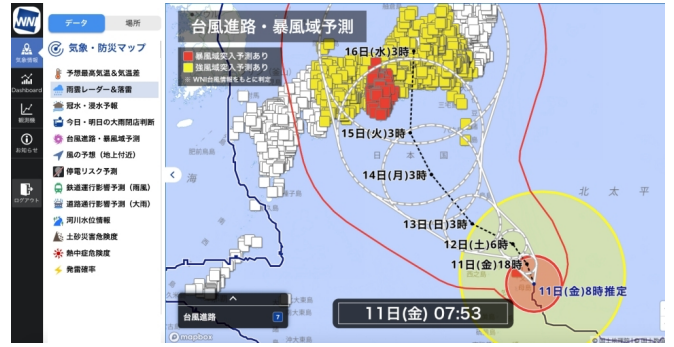 WNI
データ
場所
気象・防災マップ
気象情報
Dashboard
観測機
お知らせ
ログアウト
予想最高気温&気温差
雨雲レーダー&落雷
冠水・浸水予報
今日・明日の大雨閉店判断
台風進路・暴風域予測
風の予想（地上付近）
停電リスク予測
鉄道運行影響予測（雨風）
道路通行影響予測（大雨）
河川水位情報
土砂災害危険度
熱中症危険度
発雷確率
台風進路・暴風域予測
暴風域突入予測あり
強風域突入予測あり
※ WNI台風情報をもとに判定
16日(水)3時
15日(火)3時
日本国
14日(月)3時
北太平
海
13日(日)3時
12日(土)6時
11日(金)18時
11日(金)8時推定
台風進路
7
11日(金) 07:53
mapbox